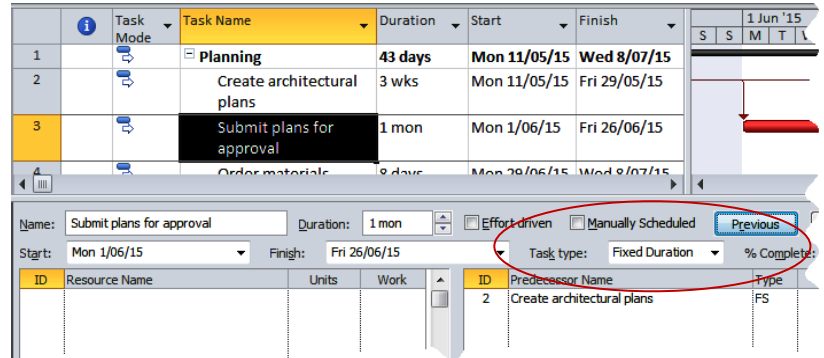 Task Mode Task Name Duration Start Finish 1 Jun '15
S S M T
1 Planning 43 days Mon 11/05/15 Wed 8/07/15
2 Create architectural plans 3 wks Mon 11/05/15 Fri 29/05/15
3 Submit plans for approval 1 mon Mon 1/06/15 Fri 26/06/15
4 Order materials 8 days Mon 29/06/15 Wed 8/07/15
Name: Submit plans for approval Duration: 1 mon Effort driven Manually Scheduled Previous
Start: Mon 1/06/15 Finish: Fri 26/06/15 Task type: Fixed Duration % Complete:
ID Resource Name Units Work ID Predecessor Name Type
2 Create architectural plans FS